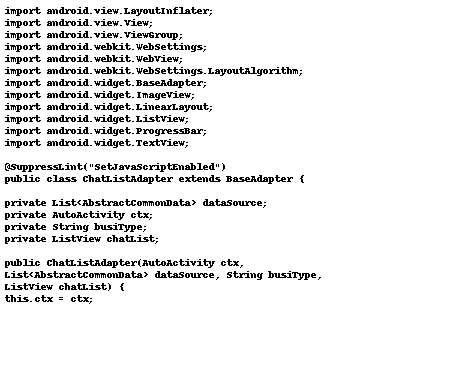 import android.view.LayoutInflater;
import android.view.View;
import android.view.ViewGroup;
import android.webkit.WebSettings;
import android.webkit.WebView;
import android.webkit.WebSettings.LayoutAlgorithm;
import android.widget.BaseAdapter;
import android.widget.ImageView;
import android.widget.LinearLayout;
import android.widget.ListView;
import android.widget.ProgressBar;
import android.widget.TextView;
@SuppressLint("SetJavaScriptEnabled")
public class ChatListAdapter extends BaseAdapter {
private List<AbstractCommonData> dataSource;
private AutoActivity ctx;
private String busiType;
private ListView chatList;
public ChatListAdapter(AutoActivity ctx,
List<AbstractCommonData> dataSource, String busiType,
ListView chatList) {
this.ctx = ctx;